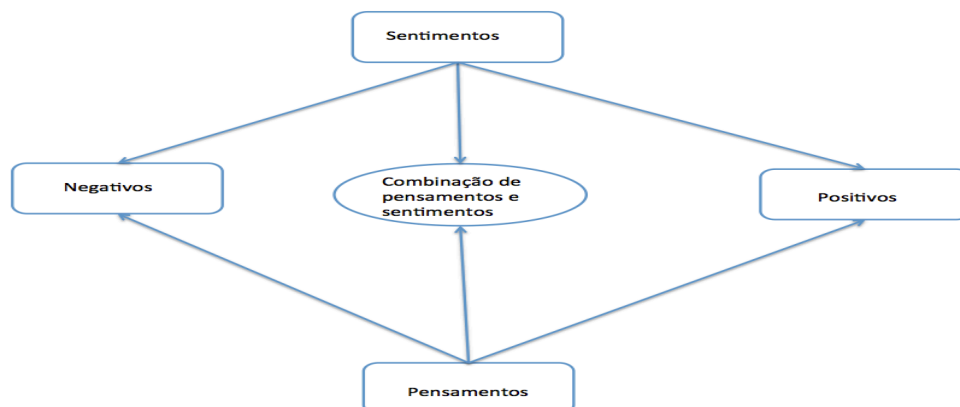 Sentimentos
Negativos
Combinação de
pensamentos e
sentimentos
Positivos
Pensamentos